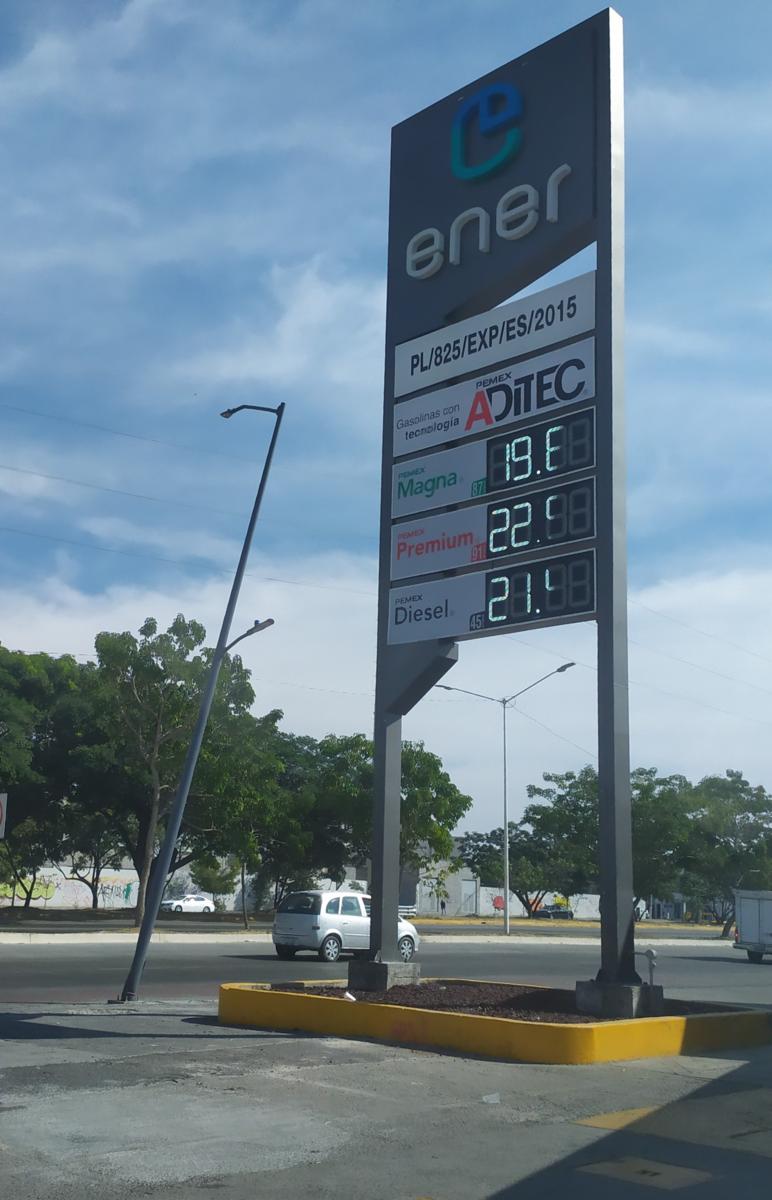 ener
PL/825/EXP/ES/2015
Gasolinas con
tecnología
PEMEX
ADiTEC
PEMEX
Magna
87
PEMEX
Premium
91
22.
PEMEX
Diesel
45
21.